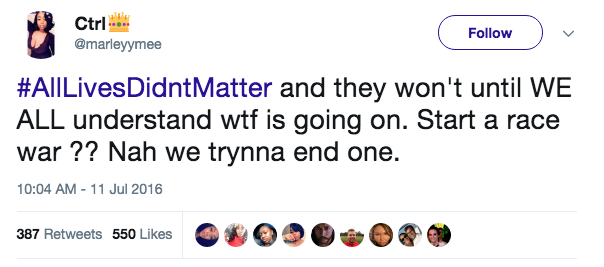 Ctrl👑
@marleyymee
Follow
#AllLivesDidntMatter and they won't until WE
ALL understand wtf is going on. Start a race
war ?? Nah we trynna end one.
10:04 AM - 11 Jul 2016
387 Retweets 550 Likes